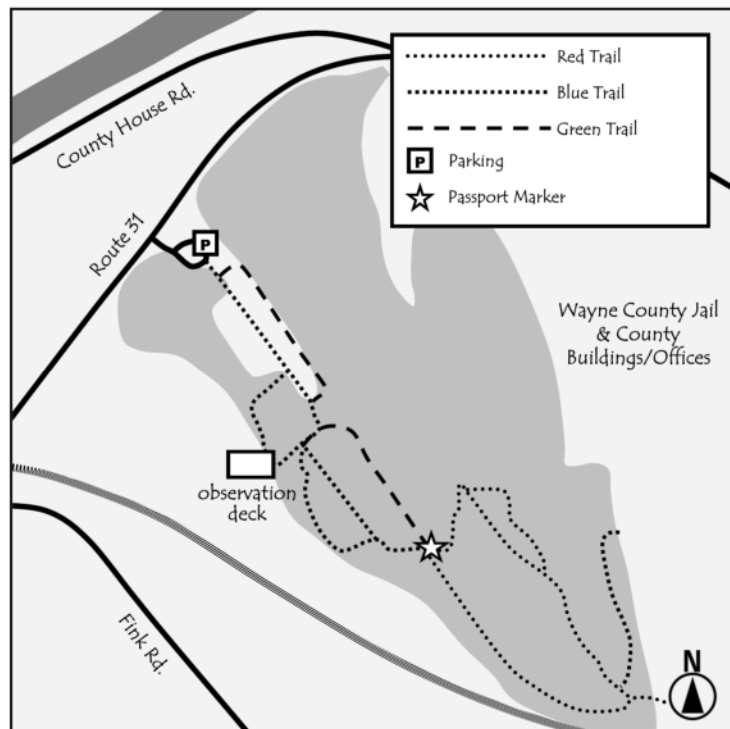 County House Rd.
Route 31
Red Trail
Blue Trail
Green Trail
P
Parking
Passport Marker
P
Wayne County Jail
& County
Buildings/Offices
observation
deck
Fink Rd.
N